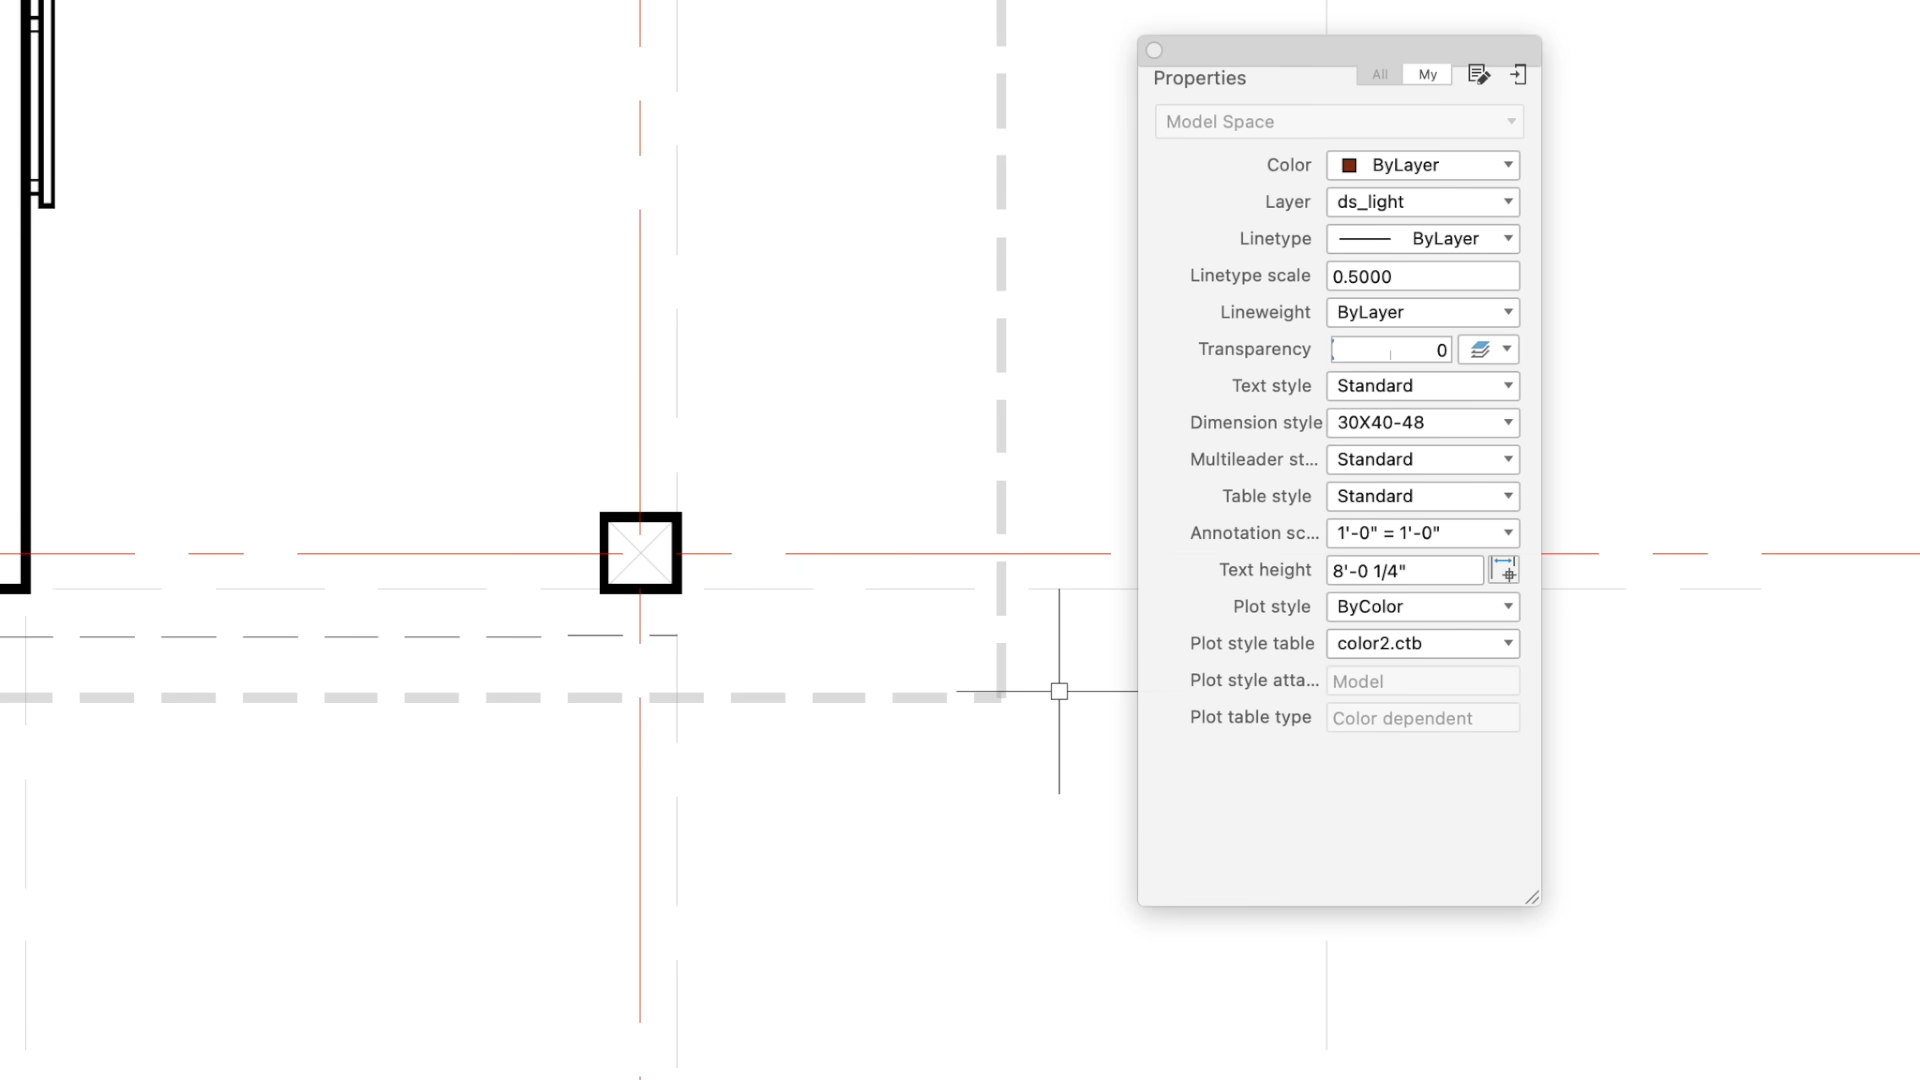 Properties
All
My
Model Space
Color
ByLayer
Layer
ds_light
Linetype
ByLayer
Linetype scale
0.5000
Lineweight
ByLayer
Transparency
0
Text style
Standard
Dimension style
30X40-48
Multileader st...
Standard
Table style
Standard
Annotation sc...
1'-0" = 1'-0"
Text height
8'-0 1/4"
Plot style
ByColor
Plot style table
color2.ctb
Plot style atta...
Model
Plot table type
Color dependent